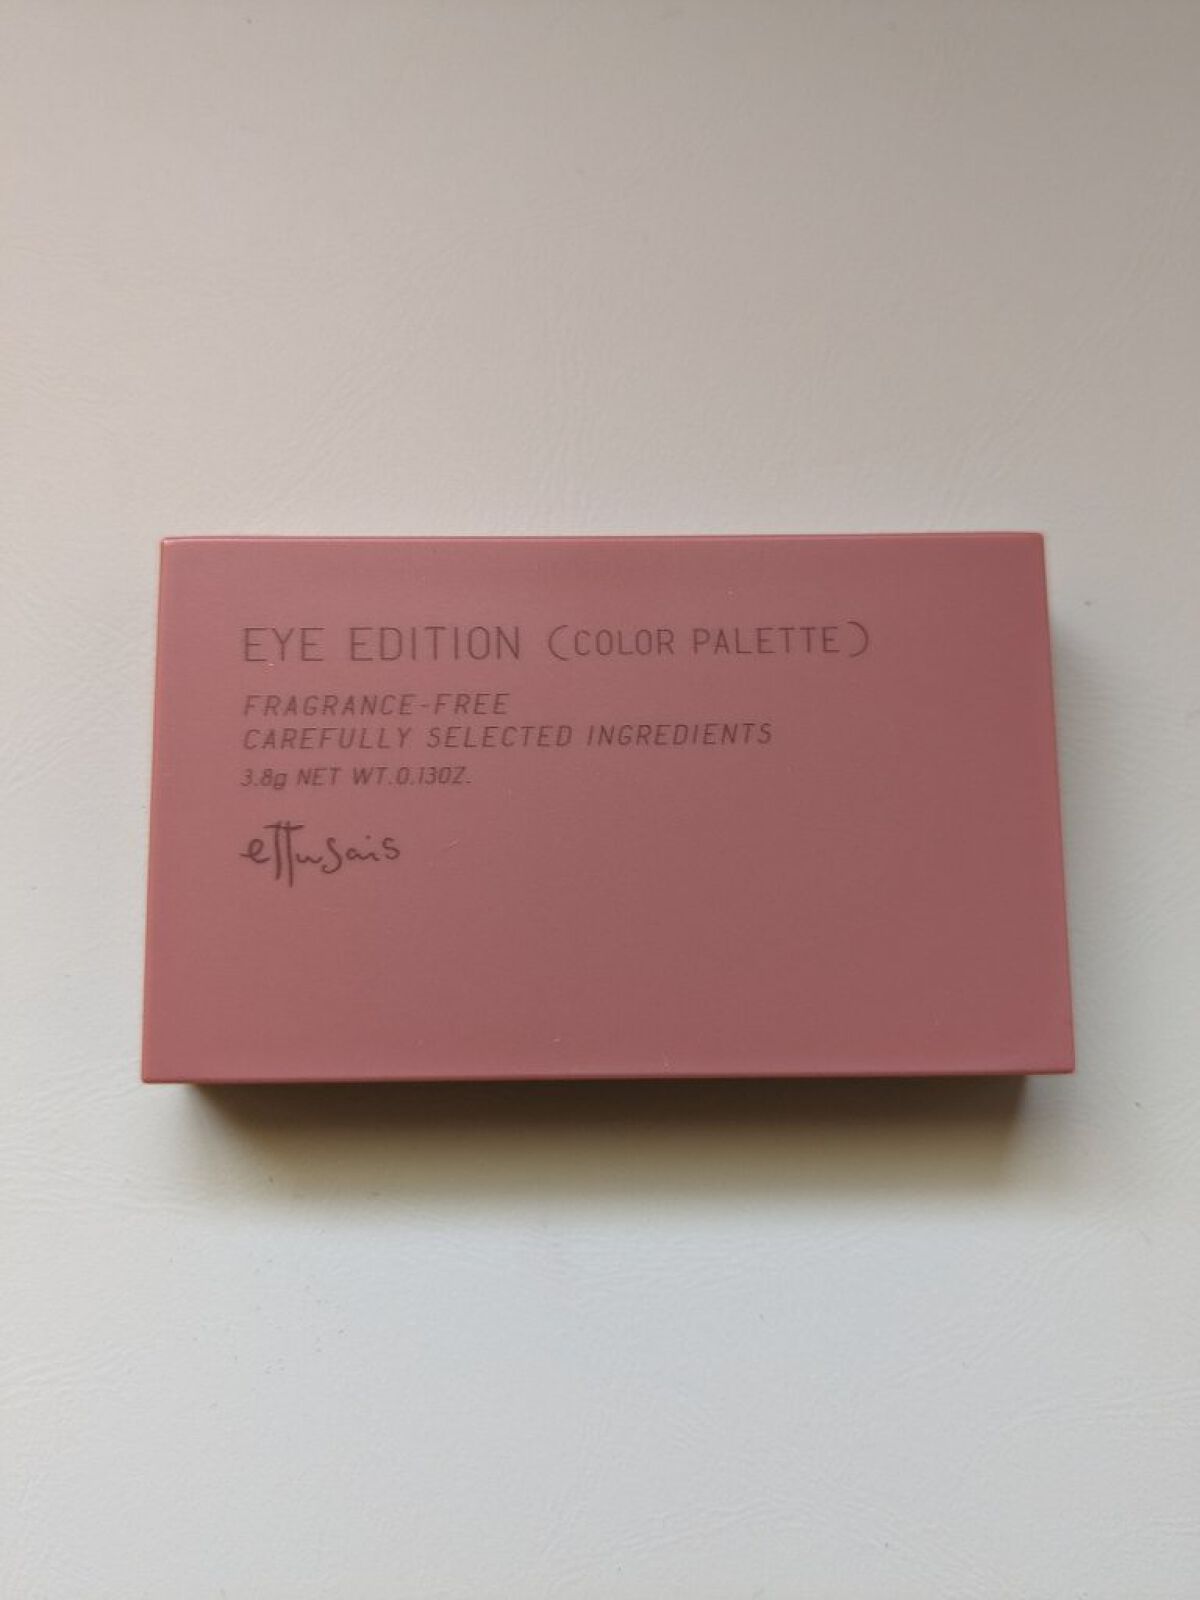 EYE EDITION (COLOR PALETTE)
FRAGRANCE-FREE
CAREFULLY SELECTED INGREDIENTS
3.8g NET WT.0.13OZ.
ettusais